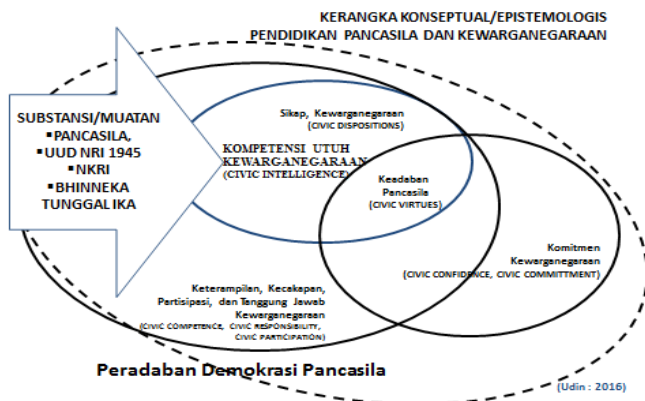 KERANGKA KONSEPTUAL/EPISTEMOLOGIS
PENDIDIKAN PANCASILA DAN KEWARGANEGARAAN
SUBSTANSI/MUATAN
▪PANCASILA,
▪UUD NRI 1945
▪NKRI
▪BHINNEKA
TUNGGAL IKA
Sikap, Kewarganegaraan
(CIVIC DISPOSITIONS)
KOMPETENSI UTUH
KEWARGANEGARAAN
(CIVIC INTELLIGENCE)
Keadaban
Pancasila
(CIVIC VIRTUES)
Komitmen
Kewarganegaraan
(CIVIC CONFIDENCE, CIVIC COMMITTMENT)
Keterampilan, Kecakapan,
Partisipasi, dan Tanggung Jawab
Kewarganegaraan
(CIVIC COMPETENCE, CIVIC RESPONSIBILITY,
CIVIC PARTICIPATION)
Peradaban Demokrasi Pancasila
(Udin : 2016)